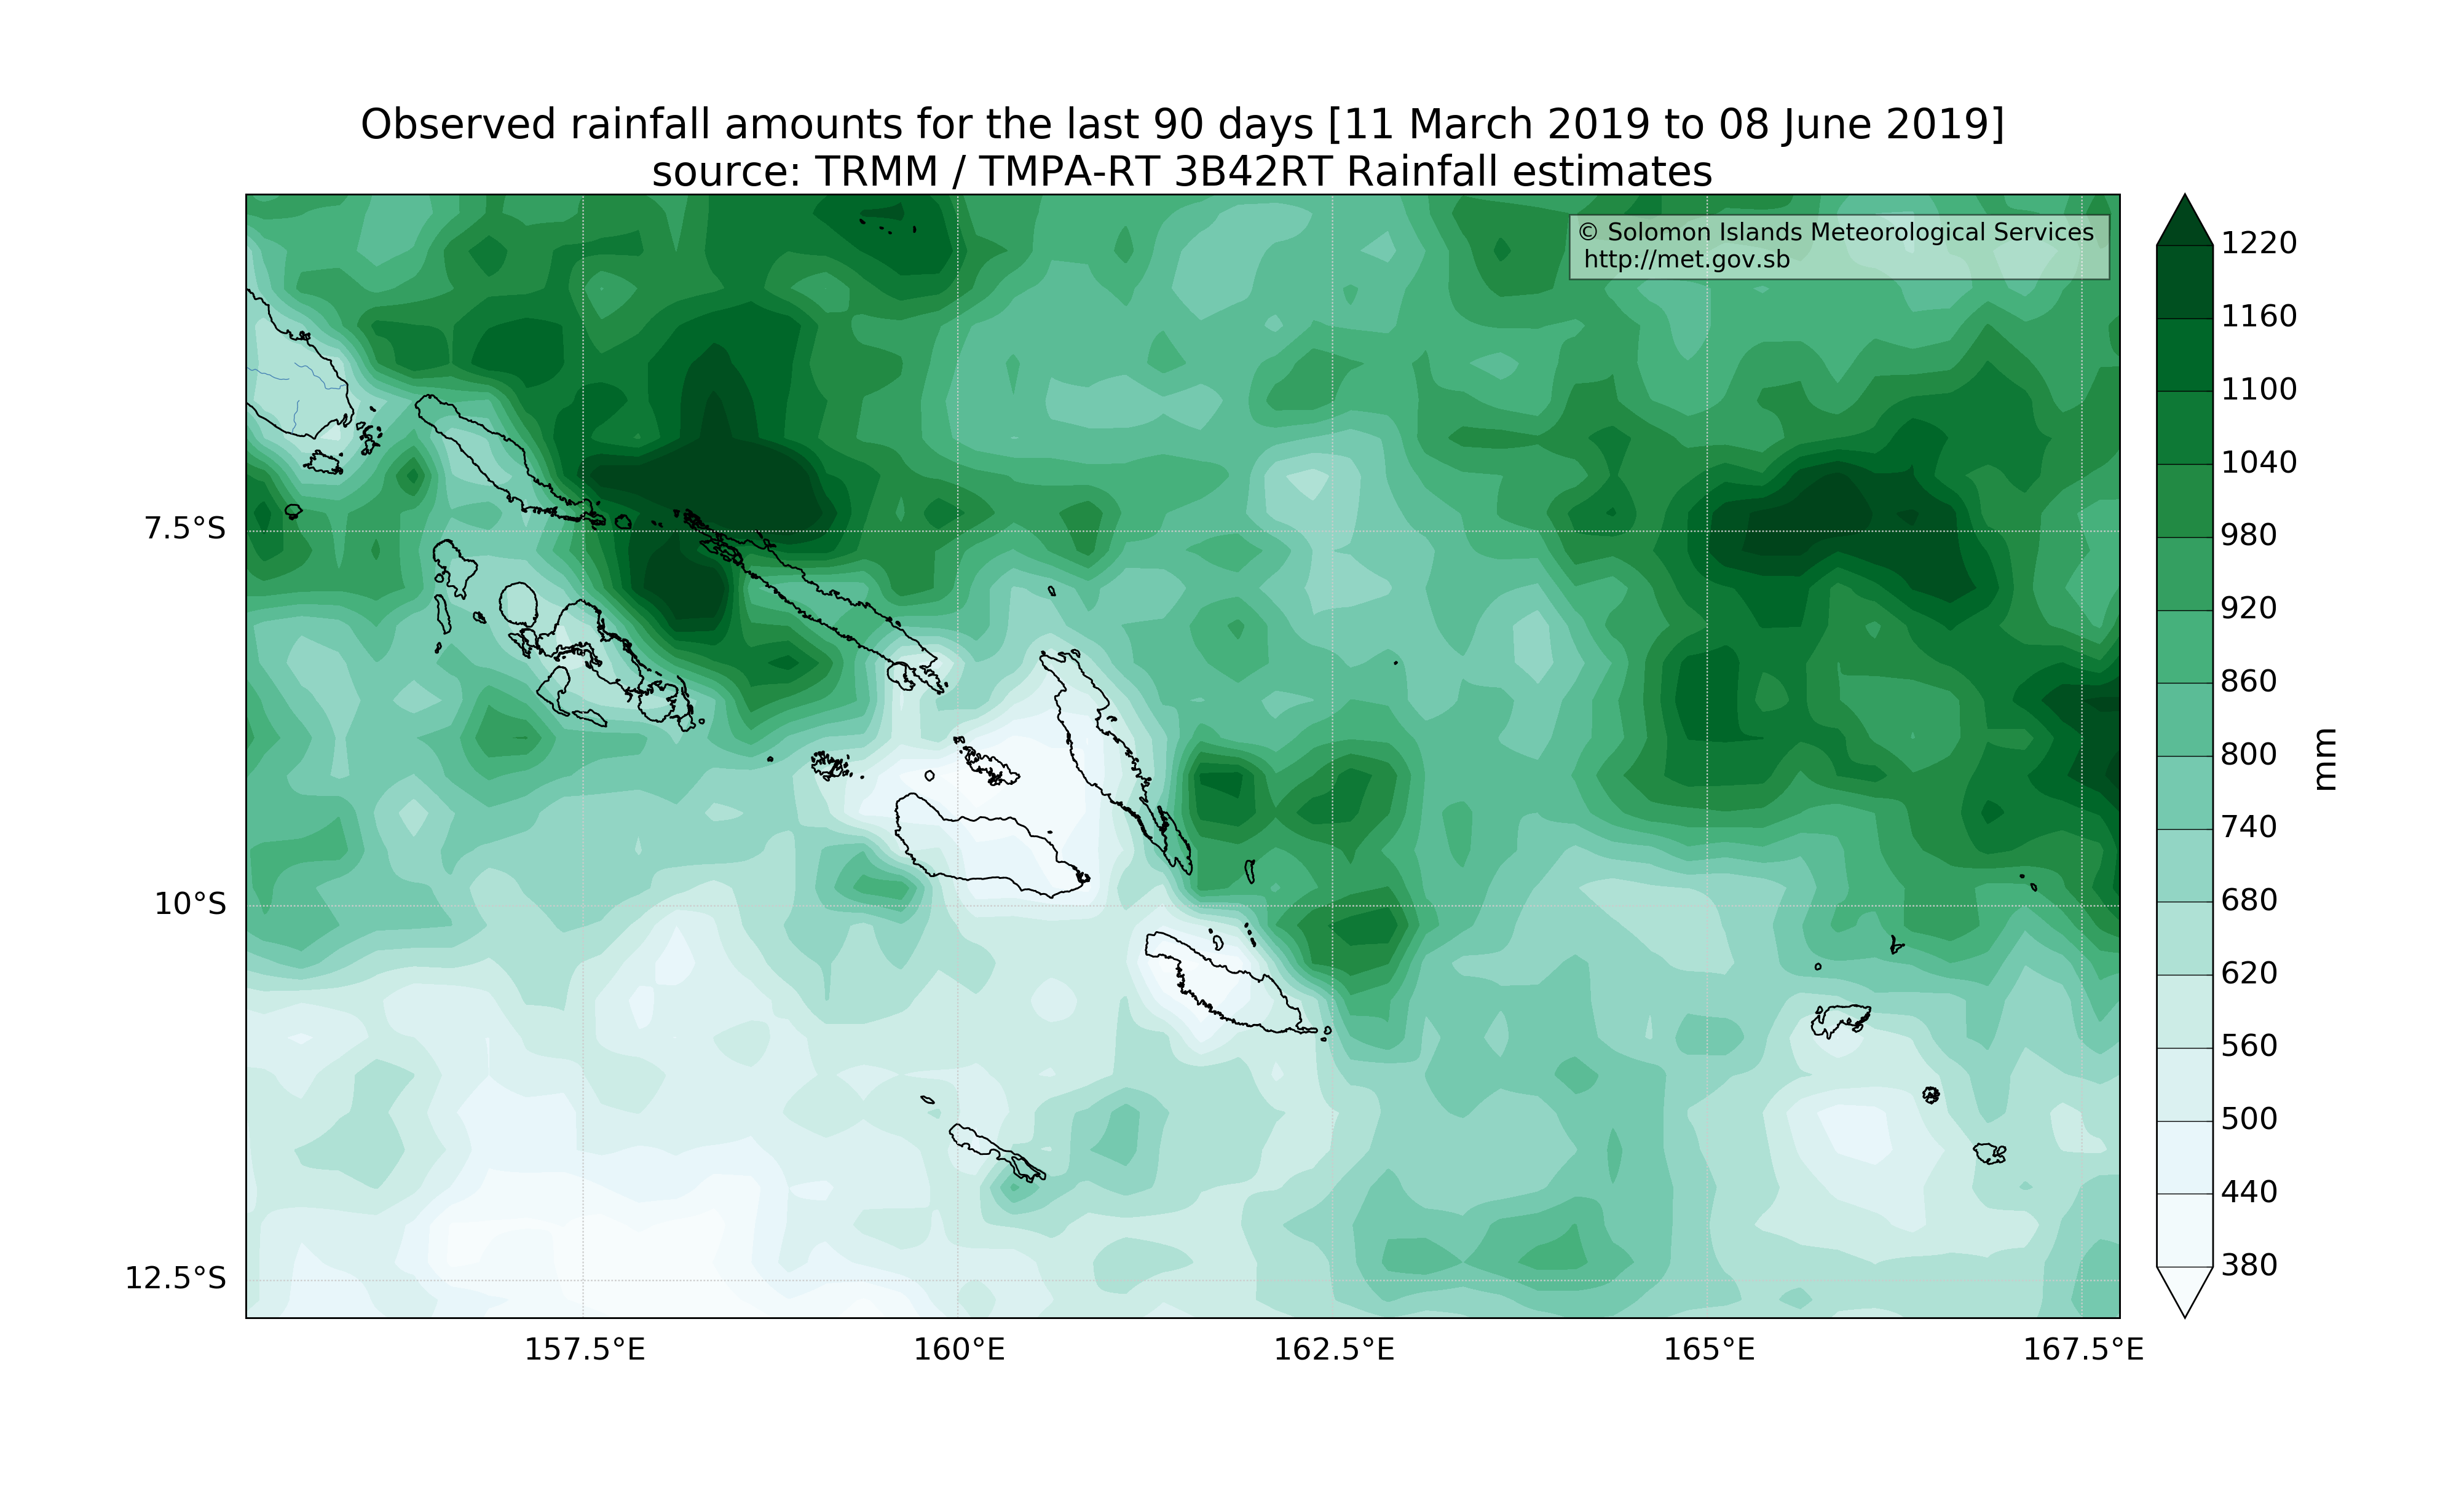 Observed rainfall amounts for the last 90 days [11 March 2019 to 08 June 2019]
source: TRMM / TMPA-RT 3B42RT Rainfall estimates
© Solomon Islands Meteorological Services
http://met.gov.sb
7.5°S
10°S
12.5°S
157.5°E
160°E
162.5°E
165°E
167.5°E
1220
1160
1100
1040
980
920
860
800
740
680
620
560
500
440
380
mm